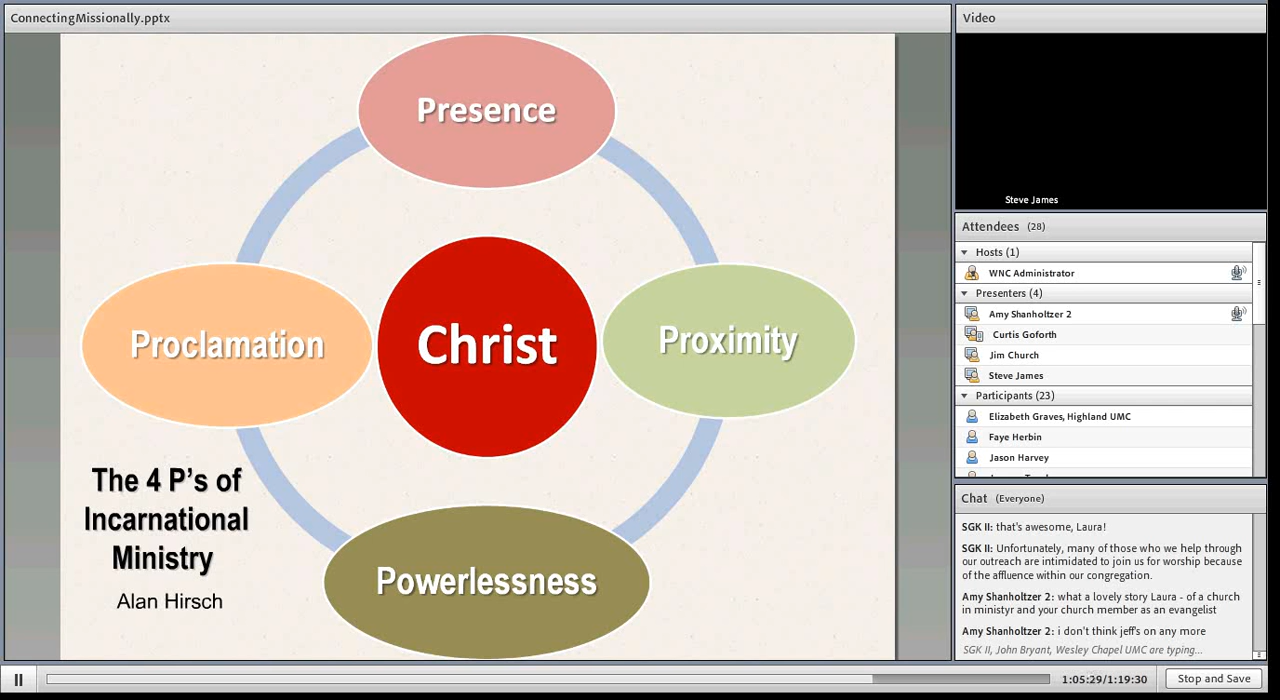 ConnectingMissionally.pptx
Presence
Proclamation
Christ
Proximity
Powerlessness
The 4 P's of
Incarnational
Ministry
Alan Hirsch
Video
Steve James
Attendees (28)
Hosts (1)
WNC Administrator
Presenters (4)
Amy Shanholtzer 2
Curtis Goforth
Jim Church
Steve James
Participants (23)
Elizabeth Graves, Highland UMC
Faye Herbin
Jason Harvey
Chat (Everyone)
SGK II: that's awesome, Laura!
SGK II: Unfortunately, many of those who we help through
our outreach are intimidated to join us for worship because
of the affluence within our congregation.
Amy Shanholtzer 2: what a lovely story Laura - of a church
in ministyr and your church member as an evangelist
Amy Shanholtzer 2: i don't think jeff's on any more
SGK II, John Bryant, Wesley Chapel UMC are typing...
1:05:29/1:19:30
Stop and Save